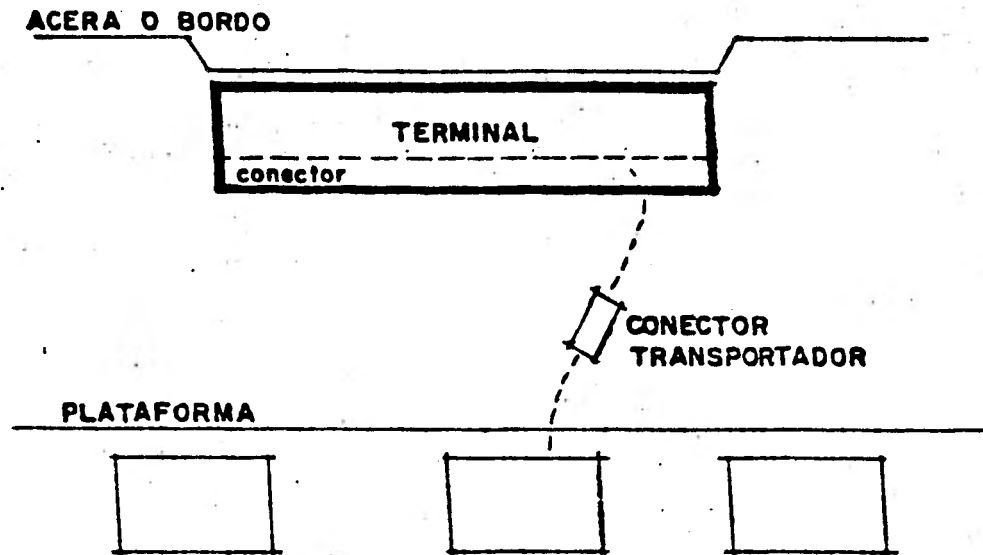 ACERA O BORDO
TERMINAL
conector
CONECTOR
TRANSPORTADOR
PLATAFORMA